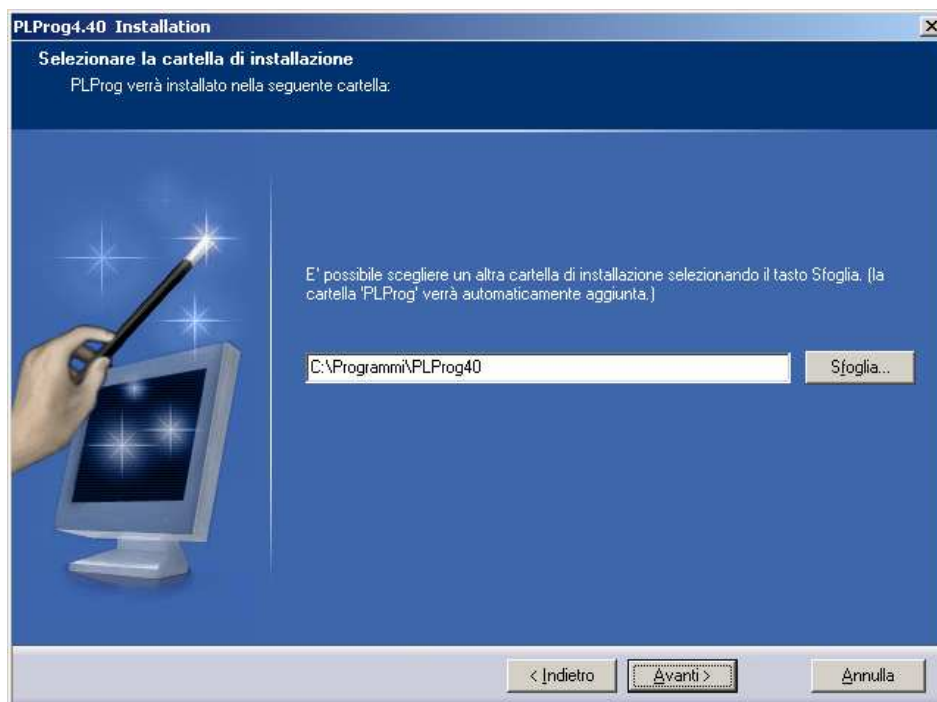 PLProg4.40 Installation
Selezionare la cartella di installazione
PLProg verrà installato nella seguente cartella:
E' possibile scegliere un altra cartella di installazione selezionando il tasto Sfoglia. (la
cartella 'PLProg' verrà automaticamente aggiunta.)
C:\Programmi\PLProg40
Sfoglia...
< Indietro
Avanti >
Annulla